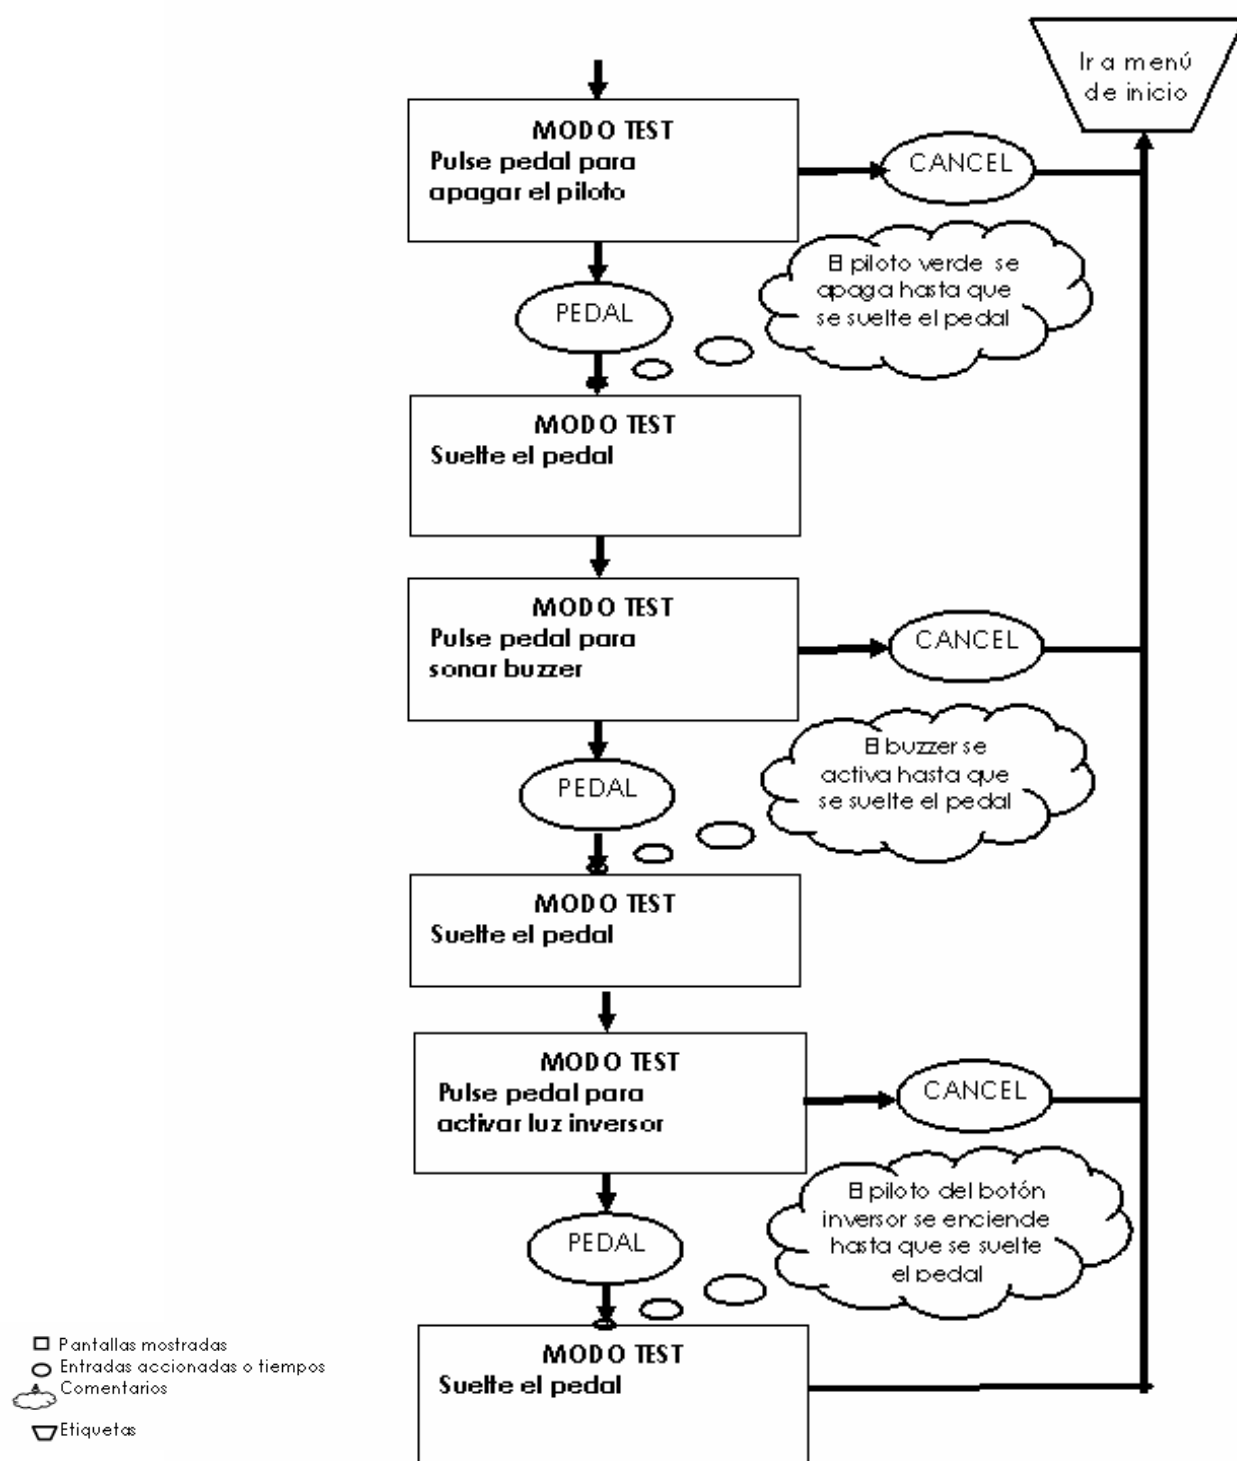 Ir a menú
de inicio
MODO TEST
Pulse pedal para
apagar el piloto
CANCEL
El piloto verde se
apaga hasta que
se suelte el pedal
PEDAL
MODO TEST
Suelte el pedal
MODO TEST
Pulse pedal para
sonar buzzer
CANCEL
El buzzer se
activa hasta que
se suelte el pedal
PEDAL
MODO TEST
Suelte el pedal
MODO TEST
Pulse pedal para
activar luz inversor
CANCEL
El piloto del botón
inversor se enciende
hasta que se suelte
el pedal
PEDAL
MODO TEST
Suelte el pedal
Pantallas mostradas
Entradas accionadas o tiempos
Comentarios
Etiquetas